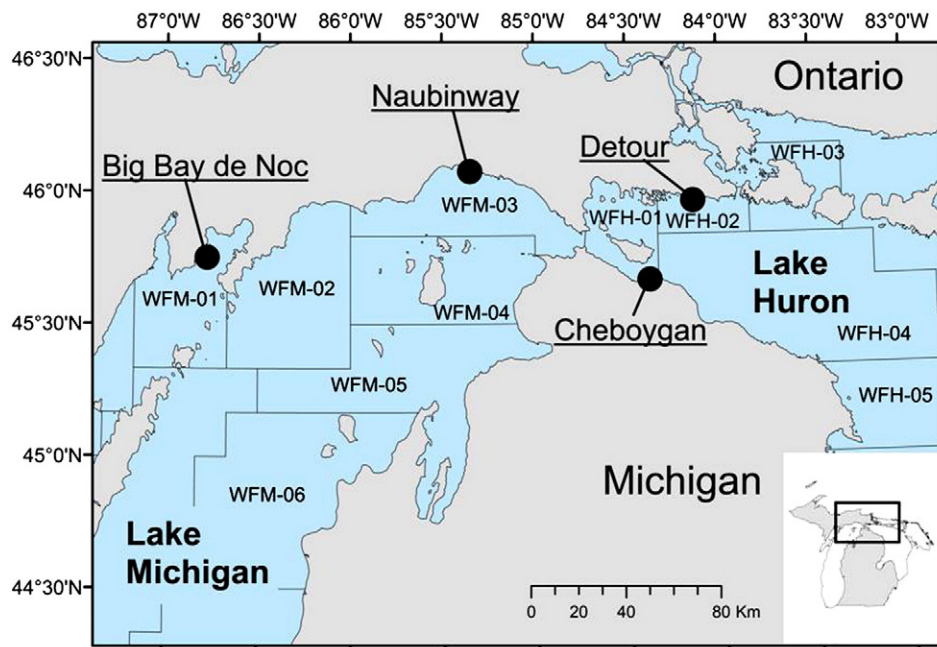 87°0'W 86°30'W 86°0'W 85°30'W 85°0'W 84°30'W 84°0'W 83°30'W 83°0'W
46°30'N
46°0'N
45°30'N
45°0'N
44°30'N
Ontario
Naubinway
Detour
Big Bay de Noc
WFH-03
WFM-03
WFH-01
WFH-02
WFM-01
WFM-02
Lake
Huron
WFM-04
Cheboygan
WFH-04
WFM-05
WFH-05
WFM-06
Michigan
Lake
Michigan
0 20 40 60 80 Km